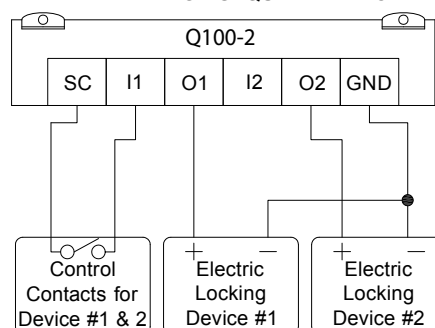 Q100-2
SC I1 O1 I2 O2 GND
+ − + −
Control Contacts for Device #1 & 2
Electric Locking Device #1
Electric Locking Device #2